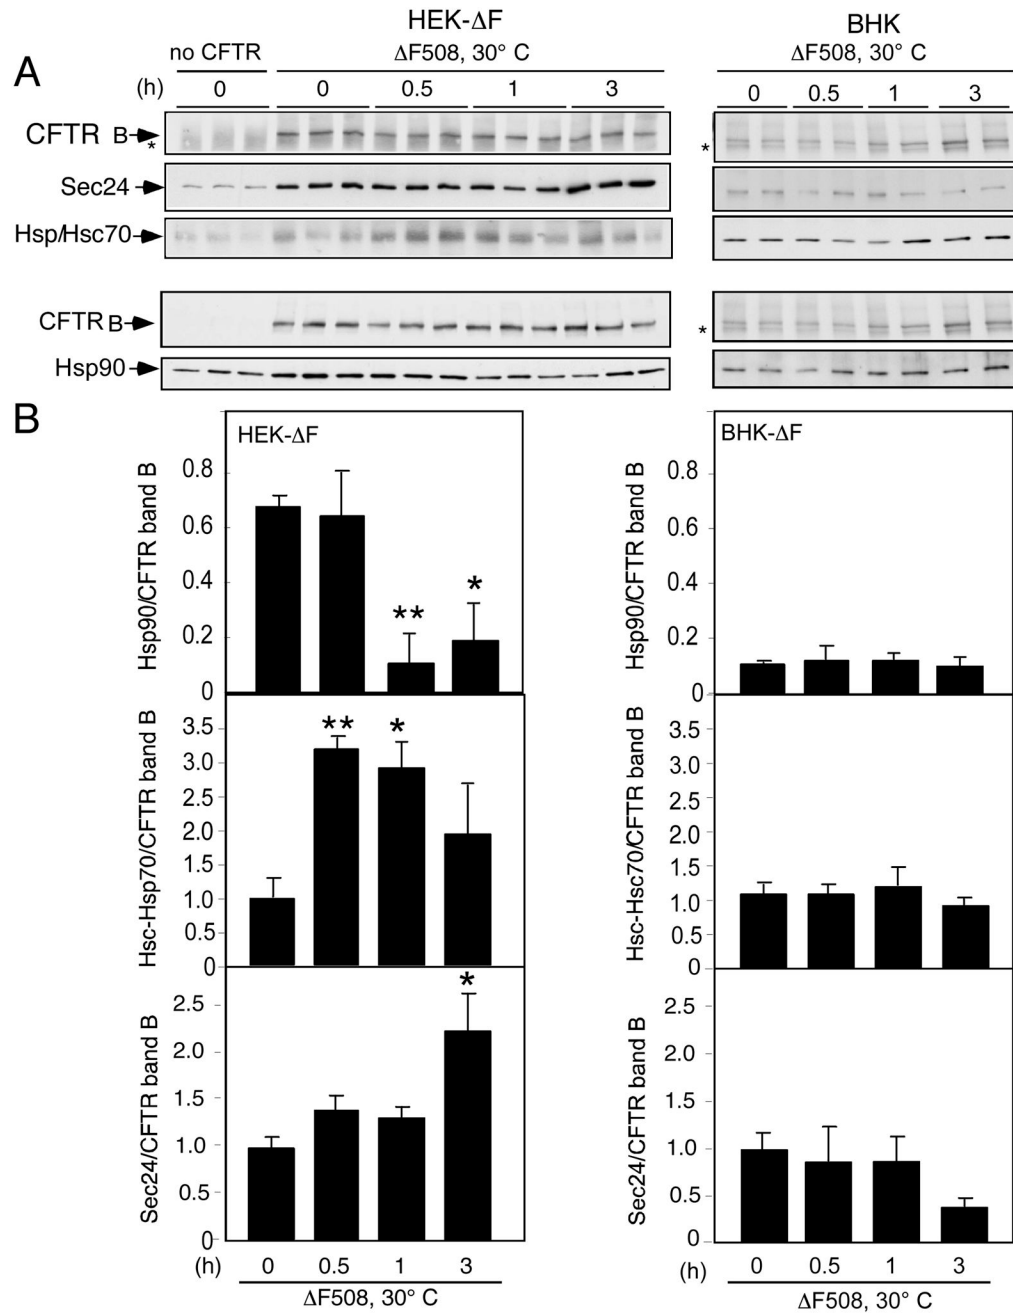 HEK-ΔF
BHK
no CFTR
ΔF508, 30° C
ΔF508, 30° C
A
(h) 0 0 0.5 1 3
0 0.5 1 3
CFTR B
*
*
Sec24
Hsp/Hsc70
CFTR B
*
Hsp90
B
HEK-ΔF
Hsp90/CFTR band B
0.8
0.6
0.4
0.2
0
** *
BHK-ΔF
Hsp90/CFTR band B
0.8
0.6
0.4
0.2
0
Hsc-Hsp70/CFTR band B
3.5
3.0
2.5
2.0
1.5
1.0
0.5
0
** *
Hsc-Hsc70/CFTR band B
3.5
3.0
2.5
2.0
1.5
1.0
0.5
0
Sec24/CFTR band B
2.5
2.0
1.5
1.0
0.5
0
*
Sec24/CFTR band B
2.5
2.0
1.5
1.0
0.5
0
(h) 0 0.5 1 3
ΔF508, 30° C
(h) 0 0.5 1 3
ΔF508, 30° C